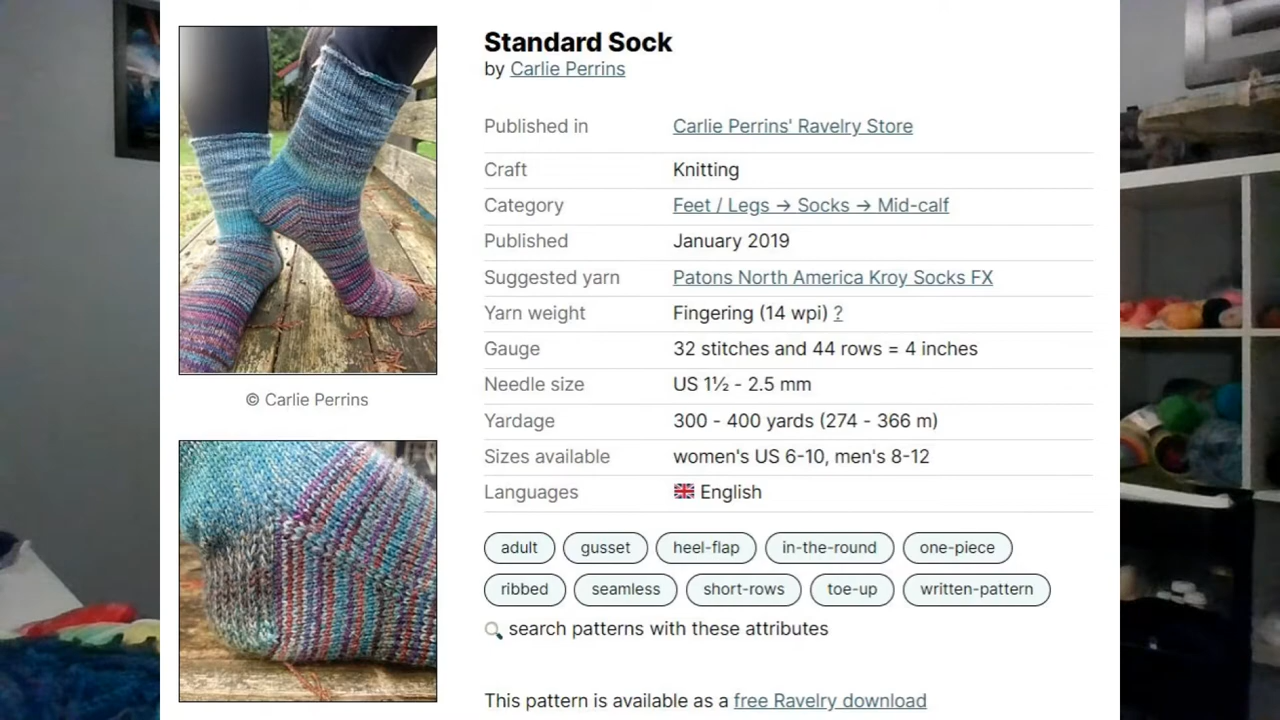 Standard Sock
by Carlie Perrins
Published in Carlie Perrins' Ravelry Store
Craft Knitting
Category Feet / Legs → Socks → Mid-calf
Published January 2019
Suggested yarn Patons North America Kroy Socks FX
Yarn weight Fingering (14 wpi) ?
Gauge 32 stitches and 44 rows = 4 inches
Needle size US 1½ - 2.5 mm
Yardage 300 - 400 yards (274 - 366 m)
Sizes available women's US 6-10, men's 8-12
Languages English
adult gusset heel-flap in-the-round one-piece
ribbed seamless short-rows toe-up written-pattern
search patterns with these attributes
This pattern is available as a free Ravelry download
© Carlie Perrins